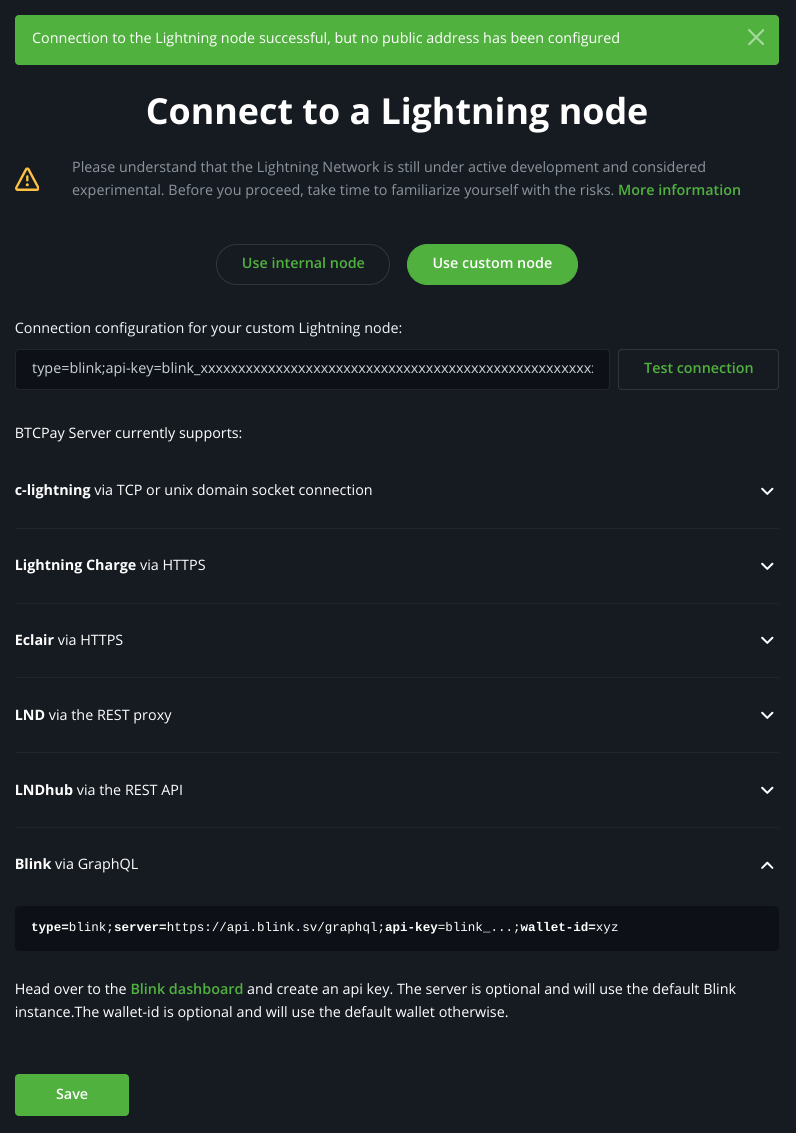 Connection to the Lightning node successful, but no public address has been configured
Connect to a Lightning node
Please understand that the Lightning Network is still under active development and considered
experimental. Before you proceed, take time to familiarize yourself with the risks. More information
Use internal node
Use custom node
Connection configuration for your custom Lightning node:
type=blink;api-key=blink_xxxxxxxxxxxxxxxxxxxxxxxxxxxxxxxxxxxxxxxxxxxxxxxxxxxx
Test connection
BTCPay Server currently supports:
c-lightning via TCP or unix domain socket connection
Lightning Charge via HTTPS
Eclair via HTTPS
LND via the REST proxy
LNDhub via the REST API
Blink via GraphQL
type=blink;server=https://api.blink.sv/graphql;api-key=blink_...;wallet-id=xyz
Head over to the Blink dashboard and create an api key. The server is optional and will use the default Blink
instance.The wallet-id is optional and will use the default wallet otherwise.
Save